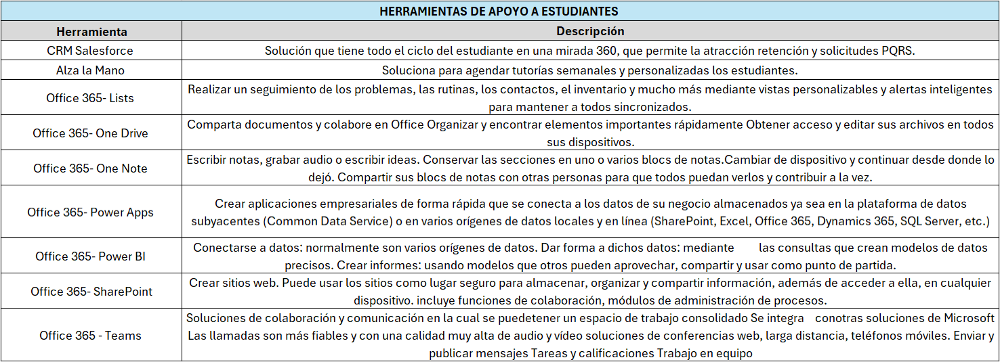 HERRAMIENTAS DE APOYO A ESTUDIANTES
Herramienta
Descripción
CRM Salesforce
Solución que tiene todo el ciclo del estudiante en una mirada 360, que permite la atracción retención y solicitudes PQRS.
Alza la Mano
Soluciona para agendar tutorías semanales y personalizadas los estudiantes.
Office 365- Lists
Realizar un seguimiento de los problemas, las rutinas, los contactos, el inventario y mucho más mediante vistas personalizables y alertas inteligentes
para mantener a todos sincronizados.
Office 365- One Drive
Comparta documentos y colabore en Office Organizar y encontrar elementos importantes rápidamente Obtener acceso y editar sus archivos en todos
sus dispositivos.
Office 365- One Note
Escribir notas, grabar audio o escribir ideas. Conservar las secciones en uno o varios blocs de notas.Cambiar de dispositivo y continuar desde donde lo
dejó. Compartir sus blocs de notas con otras personas para que todos puedan verlos y contribuir a la vez.
Office 365- Power Apps
Crear aplicaciones empresariales de forma rápida que se conecta a los datos de su negocio almacenados ya sea en la plataforma de datos
subyacentes (Common Data Service) o en varios orígenes de datos locales y en línea (SharePoint, Excel, Office 365, Dynamics 365, SQL Server, etc.)
Office 365- Power BI
Conectarse a datos: normalmente son varios orígenes de datos. Dar forma a dichos datos: mediante las consultas que crean modelos de datos
precisos. Crear informes: usando modelos que otros pueden aprovechar, compartir y usar como punto de partida.
Office 365- SharePoint
Crear sitios web. Puede usar los sitios como lugar seguro para almacenar, organizar y compartir información, además de acceder a ella, en cualquier
dispositivo. incluye funciones de colaboración, módulos de administración de procesos.
Office 365 - Teams
Soluciones de colaboración y comunicación en la cual se puedetener un espacio de trabajo consolidado Se integra conotras soluciones de Microsoft
Las llamadas son más fiables y con una calidad muy alta de audio y vídeo soluciones de conferencias web, larga distancia, teléfonos móviles. Enviar y
publicar mensajes Tareas y calificaciones Trabajo en equipo